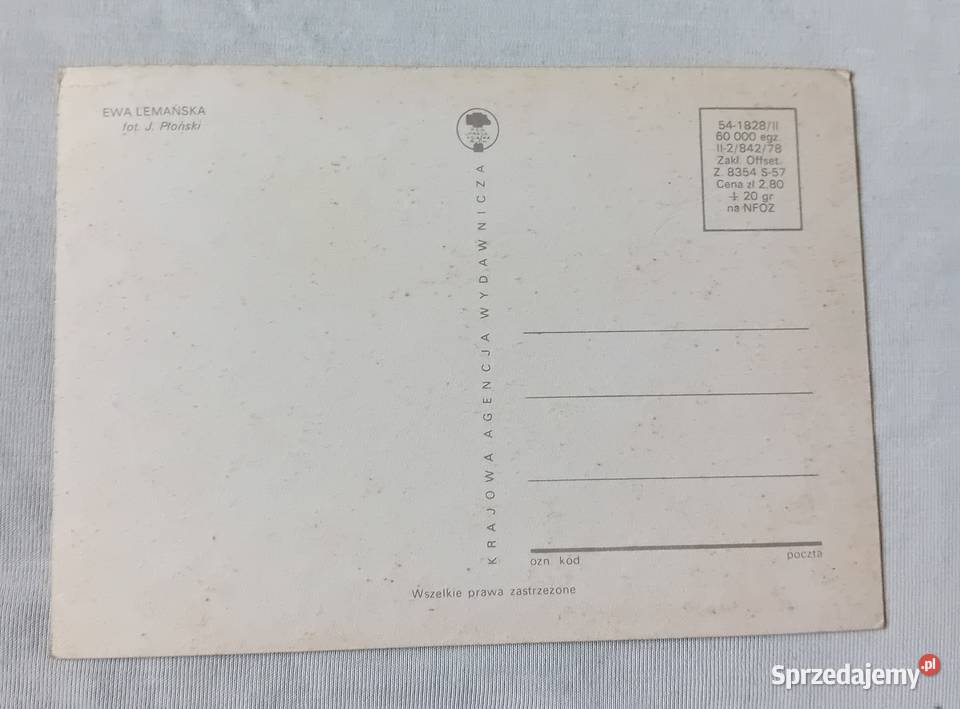 EWA LEMAŃSKA
fot. J. Płoński
KRAJOWA AGENCJA WYDAWNICZA
54-1828/II
60 000 egz.
II-2/842/78
Zakl. Offset.
Z. 8354 S-57
Cena zł 2,80
+ 20 gr
na NFOZ
ozn. kod
poczta
Wszelkie prawa zastrzeżone
Sprzedajemy.pl